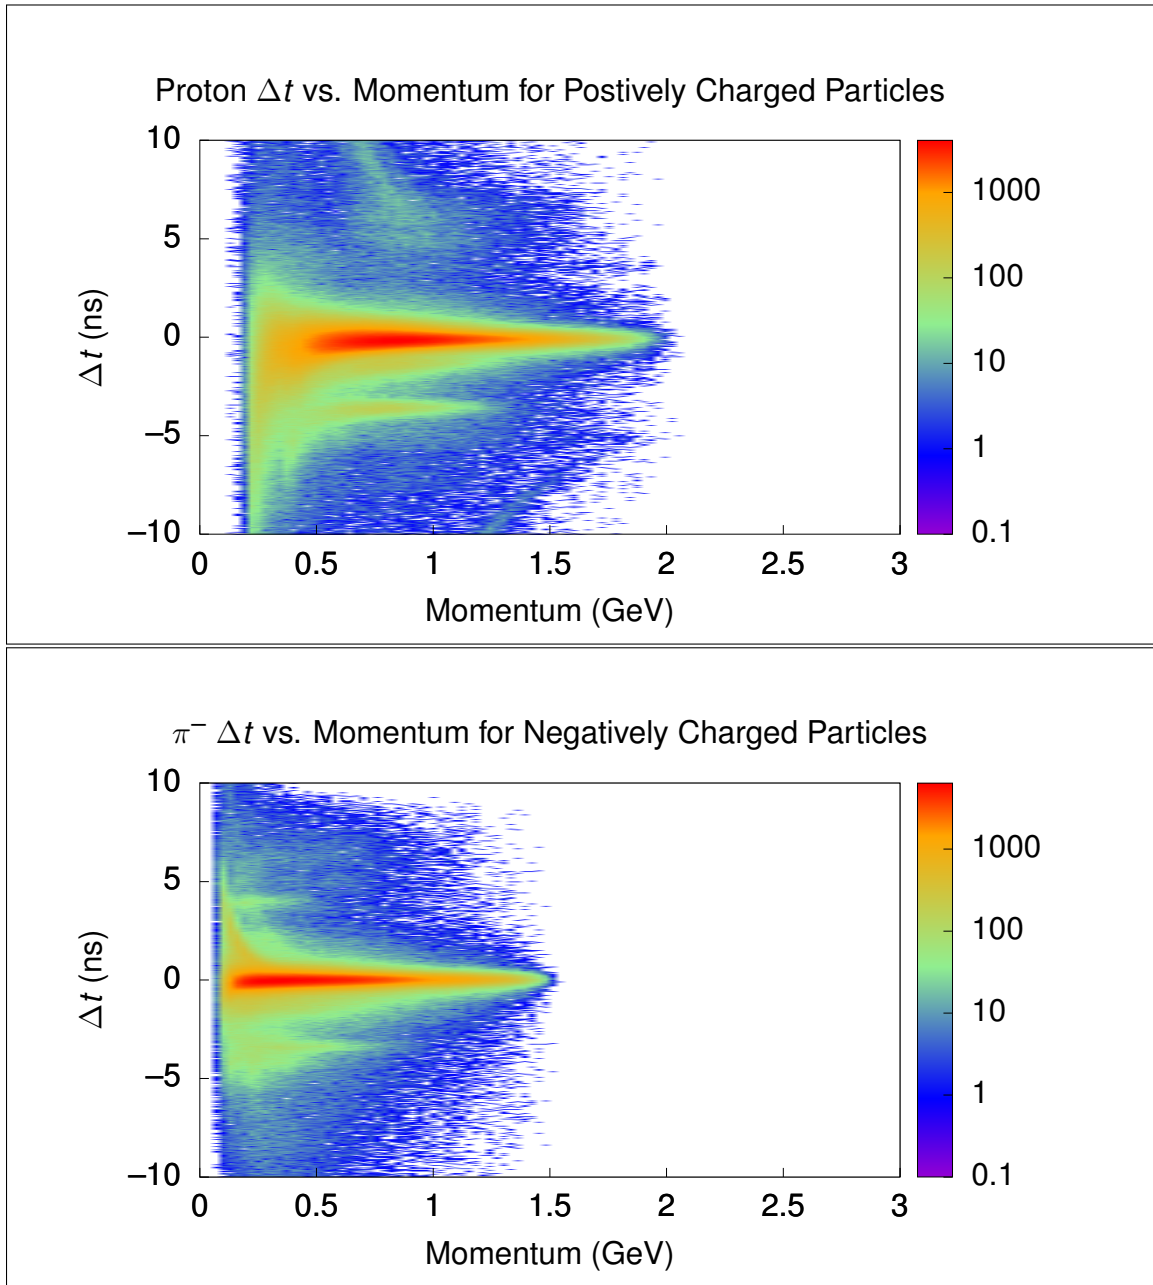 Proton Δt vs. Momentum for Postively Charged Particles
10
5
0
−5
−10
Δt (ns)
0 0.5 1 1.5 2 2.5 3
Momentum (GeV)
1000
100
10
1
0.1
π− Δt vs. Momentum for Negatively Charged Particles
10
5
0
−5
−10
Δt (ns)
0 0.5 1 1.5 2 2.5 3
Momentum (GeV)
1000
100
10
1
0.1